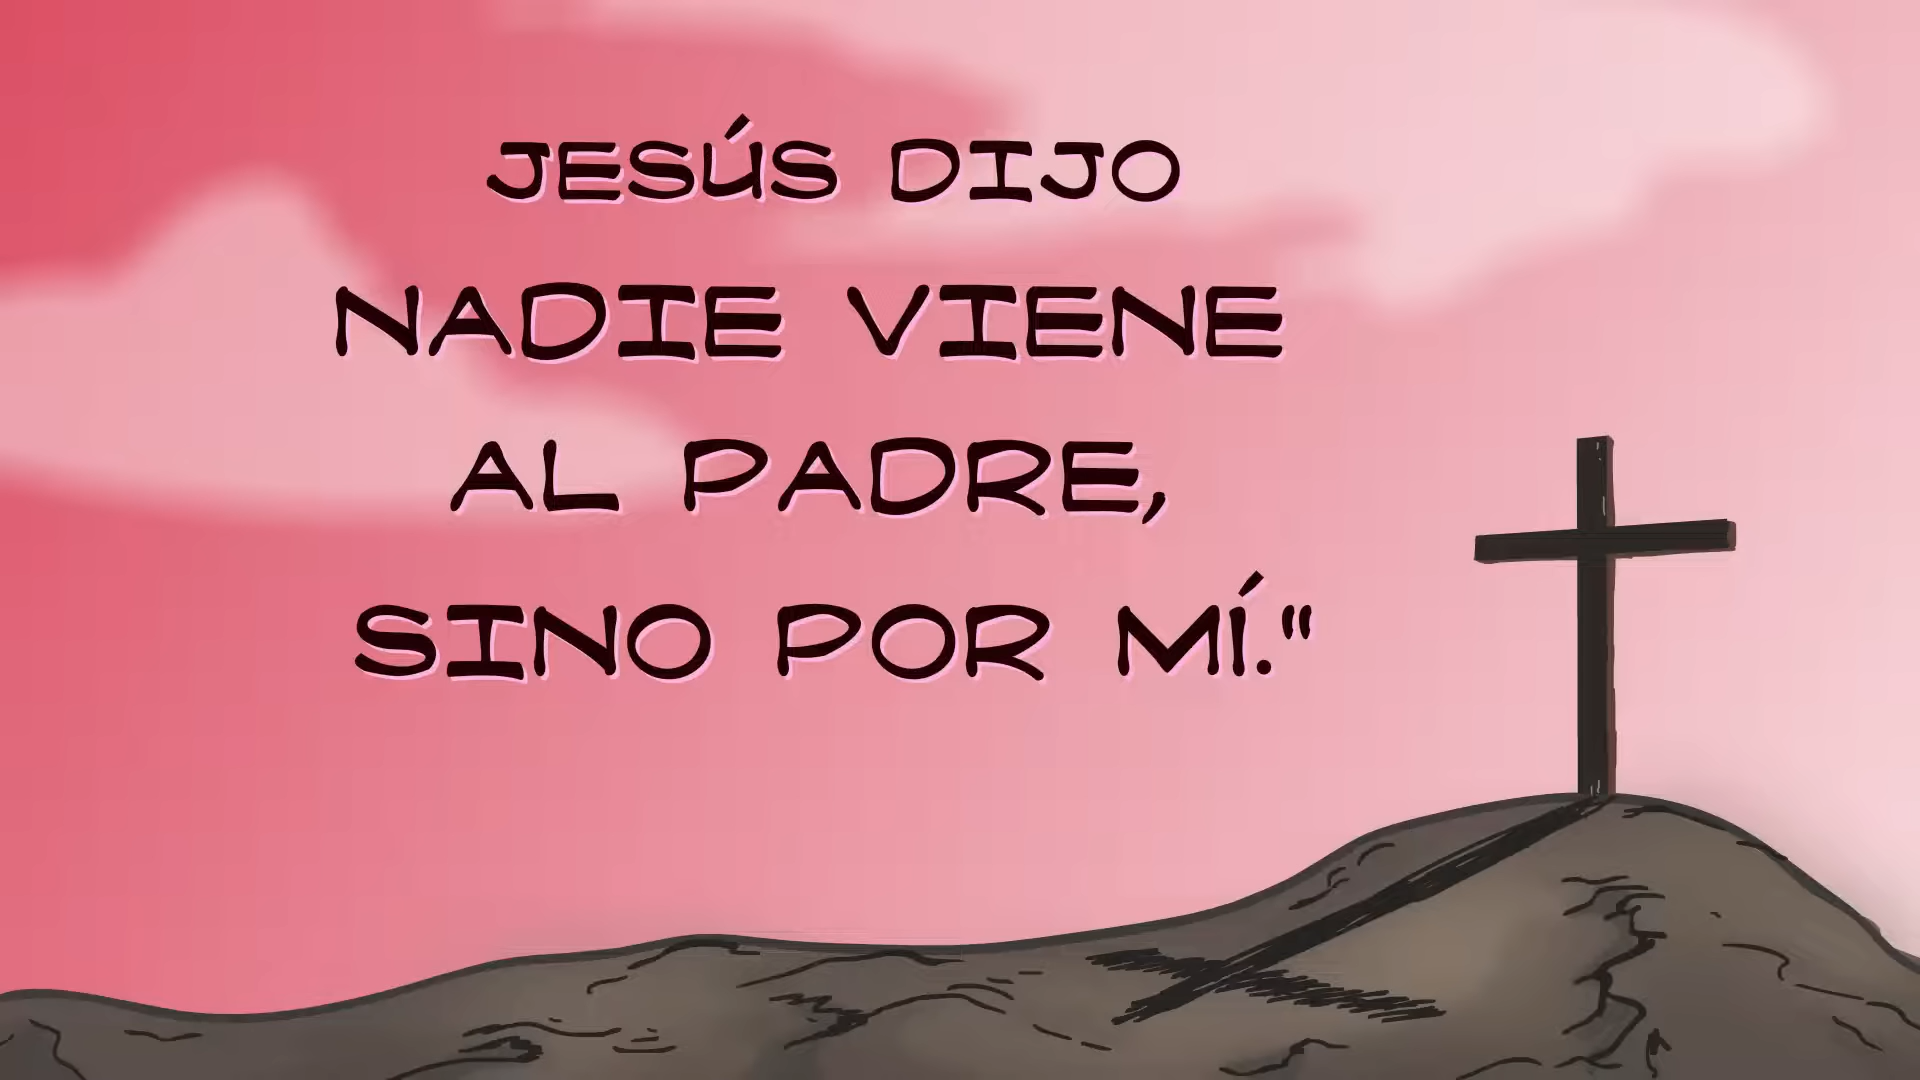 JESÚS DIJO
NADIE VIENE
AL PADRE,
SINO POR MÍ."